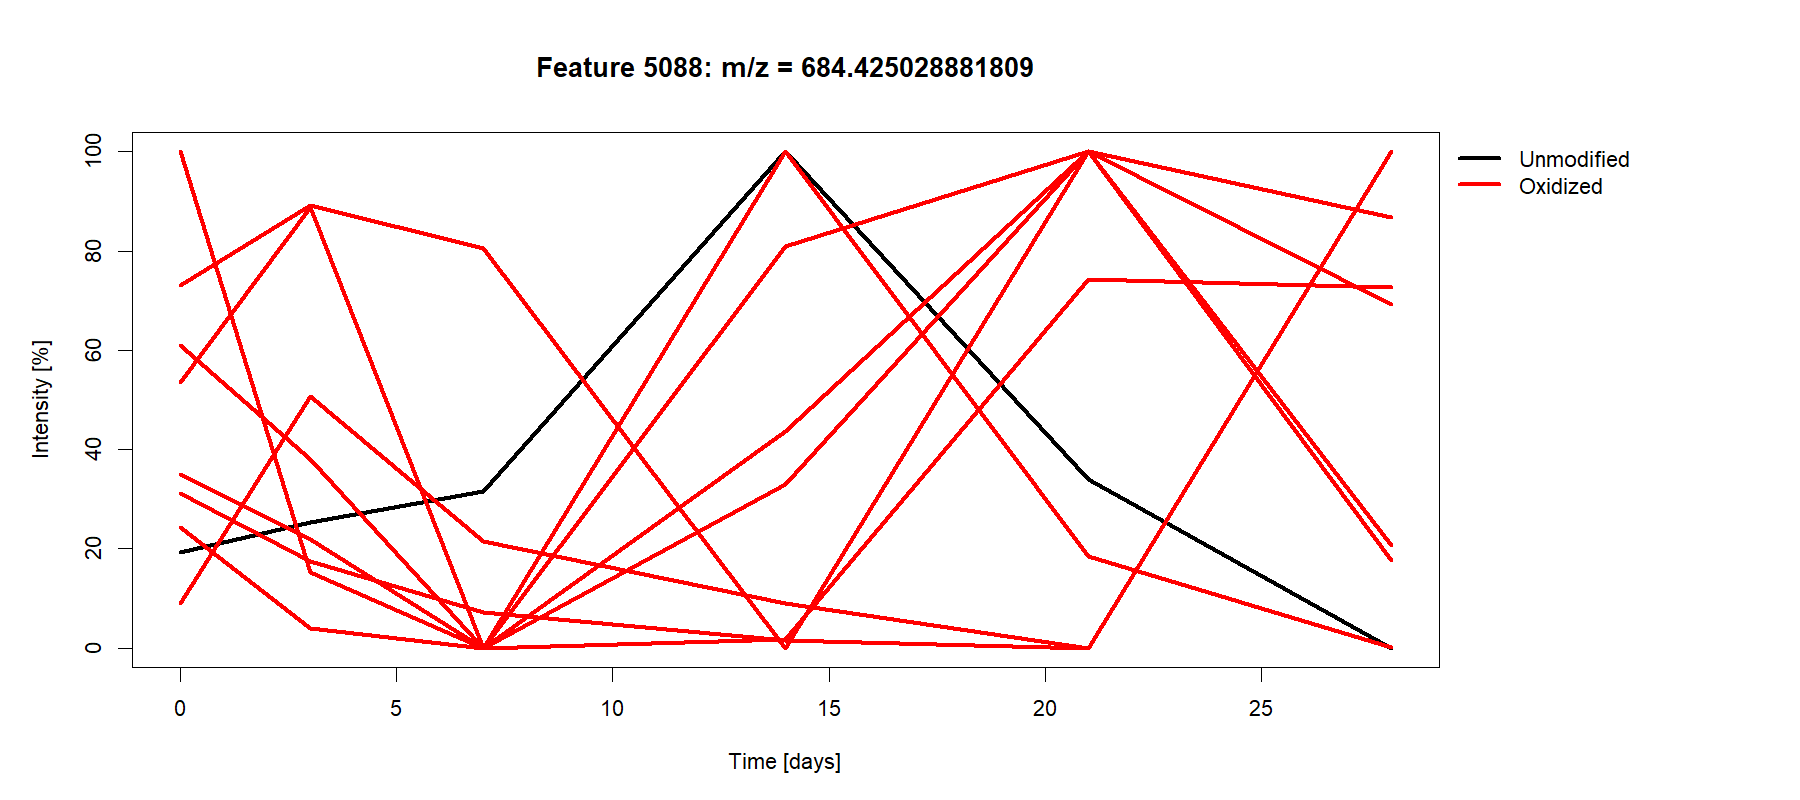 Feature 5088: m/z = 684.425028881809
Unmodified
Oxidized
Intensity [%]
100
80
60
40
20
0
0 5 10 15 20 25
Time [days]